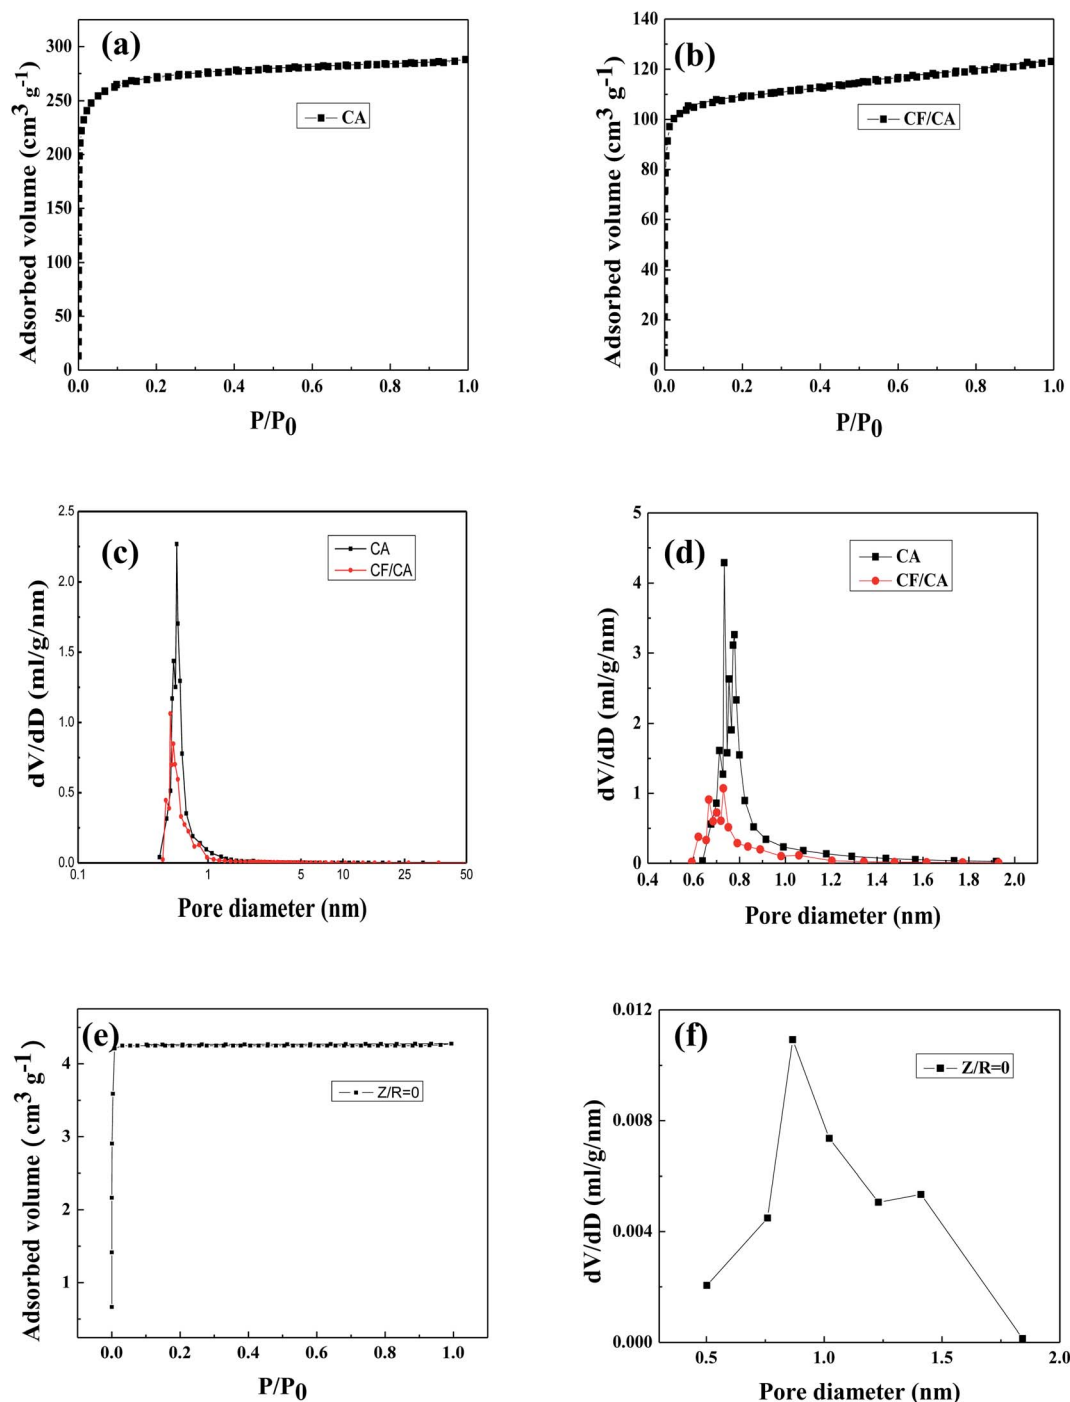 (a)
CA
Adsorbed volume (cm3 g-1)
300
250
200
150
100
50
0
0.0 0.2 0.4 0.6 0.8 1.0
P/P0
(b)
CF/CA
Adsorbed volume (cm3 g-1)
140
120
100
80
60
40
20
0
0.0 0.2 0.4 0.6 0.8 1.0
P/P0
(c)
CA
CF/CA
dV/dD (ml/g/nm)
2.5
2.0
1.5
1.0
0.5
0.0
0.1 1 5 10 25 50
Pore diameter (nm)
(d)
CA
CF/CA
dV/dD (ml/g/nm)
5
4
3
2
1
0
0.4 0.6 0.8 1.0 1.2 1.4 1.6 1.8 2.0
Pore diameter (nm)
(e)
Z/R=0
Adsorbed volume ( cm3 g-1)
4
3
2
1
0.0 0.2 0.4 0.6 0.8 1.0
P/P0
(f)
Z/R=0
dV/dD (ml/g/nm)
0.012
0.008
0.004
0.000
0.5 1.0 1.5 2.0
Pore diameter (nm)